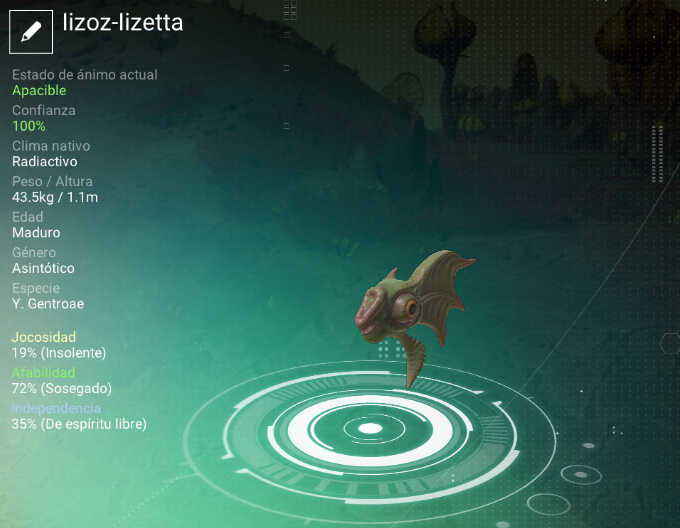 lizoz-lizetta
Estado de ánimo actual
Apacible
Confianza
100%
Clima nativo
Radiactivo
Peso / Altura
43.5kg / 1.1m
Edad
Maduro
Género
Asintótico
Especie
Y. Gentroae
Jocosidad
19% (Insolente)
Afabilidad
72% (Sosegado)
Independencia
35% (De espíritu libre)